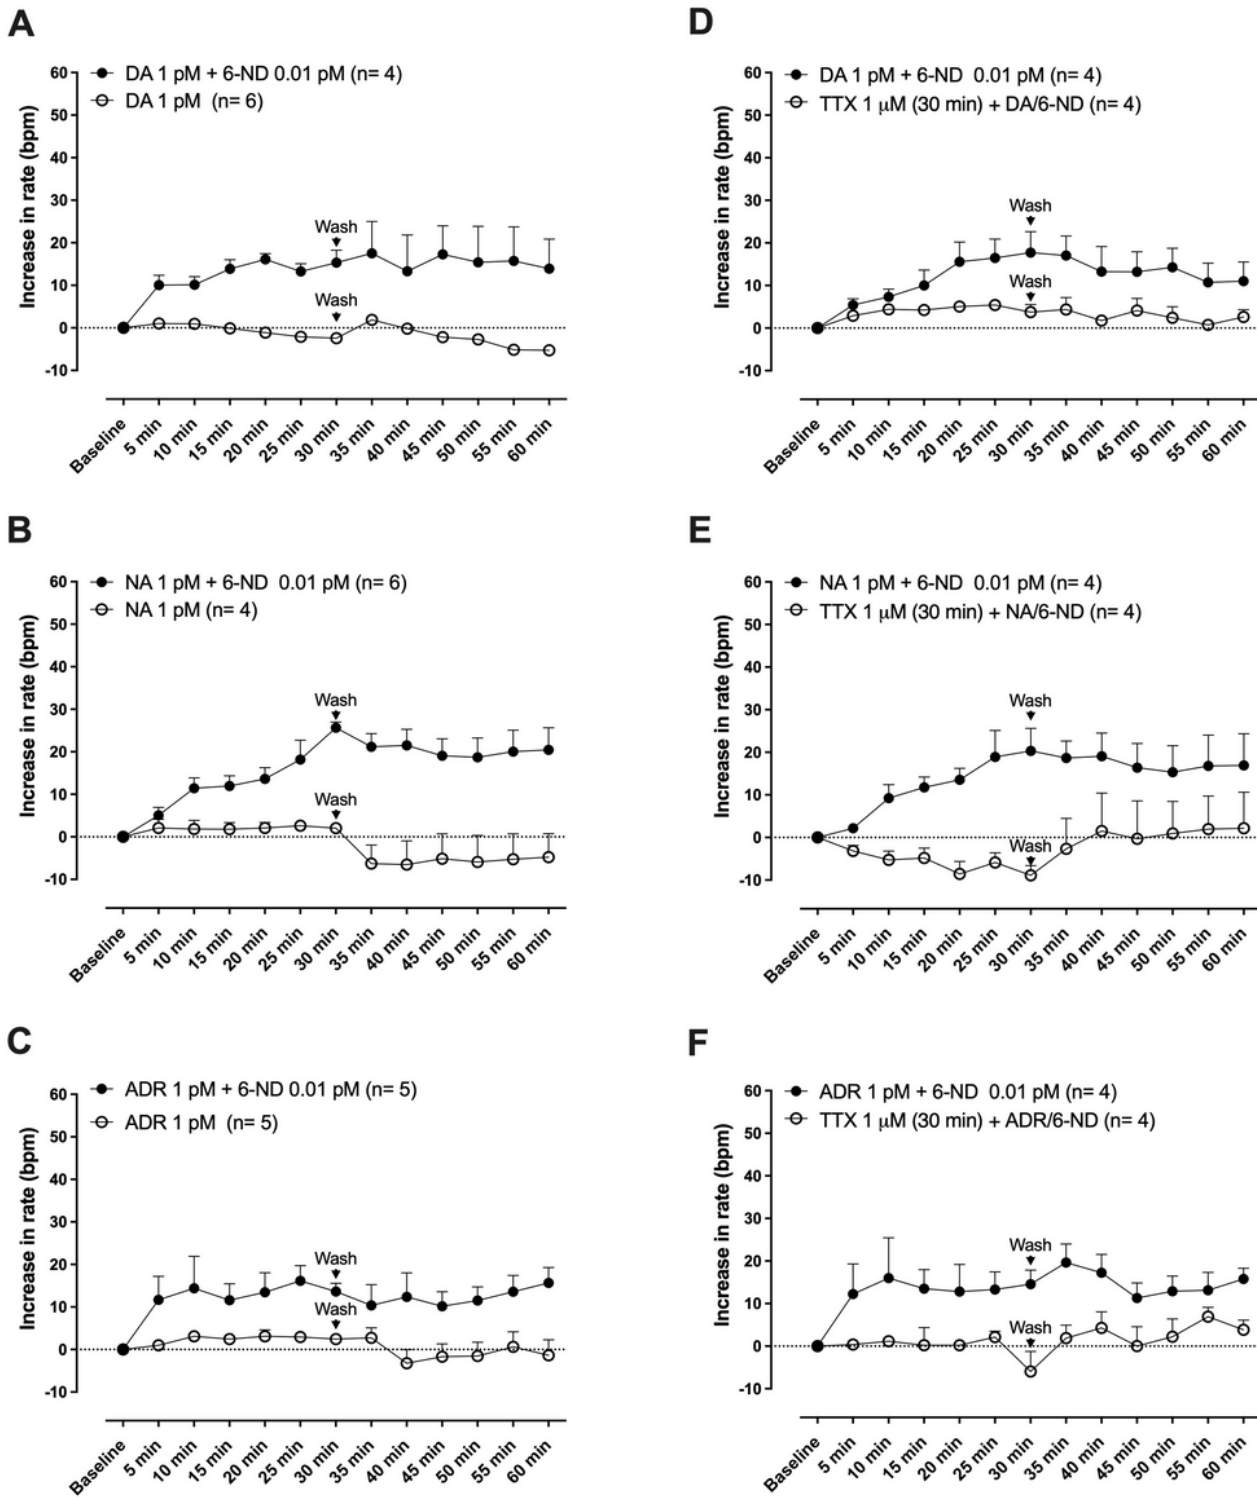 A
DA 1 pM + 6-ND 0.01 pM (n= 4)
DA 1 pM (n= 6)
Increase in rate (bpm)
60
50
40
30
20
10
0
-10
Wash
Wash
Baseline
5 min
10 min
15 min
20 min
25 min
30 min
35 min
40 min
45 min
50 min
55 min
60 min
B
NA 1 pM + 6-ND 0.01 pM (n= 6)
NA 1 pM (n= 4)
Increase in rate (bpm)
60
50
40
30
20
10
0
-10
Wash
Wash
Baseline
5 min
10 min
15 min
20 min
25 min
30 min
35 min
40 min
45 min
50 min
55 min
60 min
C
ADR 1 pM + 6-ND 0.01 pM (n= 5)
ADR 1 pM (n= 5)
Increase in rate (bpm)
60
50
40
30
20
10
0
-10
Wash
Wash
Baseline
5 min
10 min
15 min
20 min
25 min
30 min
35 min
40 min
45 min
50 min
55 min
60 min
D
DA 1 pM + 6-ND 0.01 pM (n= 4)
TTX 1 μM (30 min) + DA/6-ND (n= 4)
Increase in rate (bpm)
60
50
40
30
20
10
0
-10
Wash
Wash
Baseline
5 min
10 min
15 min
20 min
25 min
30 min
35 min
40 min
45 min
50 min
55 min
60 min
E
NA 1 pM + 6-ND 0.01 pM (n= 4)
TTX 1 μM (30 min) + NA/6-ND (n= 4)
Increase in rate (bpm)
60
50
40
30
20
10
0
-10
Wash
Wash
Baseline
5 min
10 min
15 min
20 min
25 min
30 min
35 min
40 min
45 min
50 min
55 min
60 min
F
ADR 1 pM + 6-ND 0.01 pM (n= 4)
TTX 1 μM (30 min) + ADR/6-ND (n= 4)
Increase in rate (bpm)
60
50
40
30
20
10
0
-10
Wash
Wash
Baseline
5 min
10 min
15 min
20 min
25 min
30 min
35 min
40 min
45 min
50 min
55 min
60 min